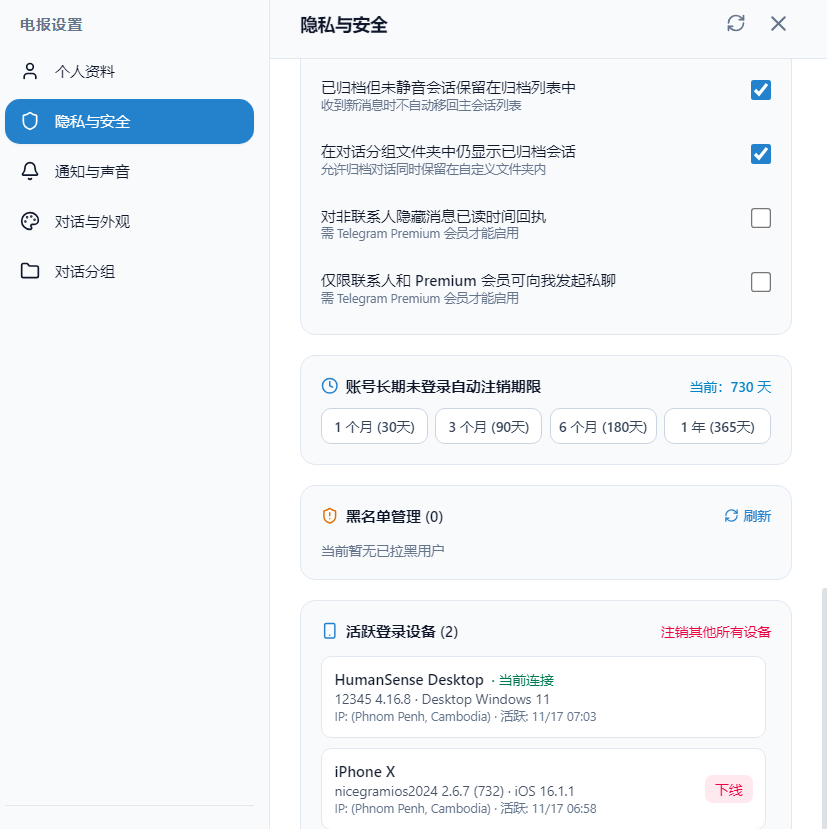 电报设置
个人资料
隐私与安全
通知与声音
对话与外观
对话分组
隐私与安全
已归档但未静音会话保留在归档列表中
收到新消息时不自动移回主会话列表
在对话分组文件夹中仍显示已归档会话
允许归档对话同时保留在自定义文件夹内
对非联系人隐藏消息已读时间回执
需 Telegram Premium 会员才能启用
仅限联系人和 Premium 会员可向我发起私聊
需 Telegram Premium 会员才能启用
账号长期未登录自动注销期限 当前：730 天
1 个月 (30天) 3 个月 (90天) 6 个月 (180天) 1 年 (365天)
黑名单管理 (0) 刷新
当前暂无已拉黑用户
活跃登录设备 (2) 注销其他所有设备
HumanSense Desktop · 当前连接
12345 4.16.8 · Desktop Windows 11
IP: (Phnom Penh, Cambodia) · 活跃: 11/17 07:03
iPhone X
nicegramios2024 2.6.7 (732) · iOS 16.1.1
IP: (Phnom Penh, Cambodia) · 活跃: 11/17 06:58
下线